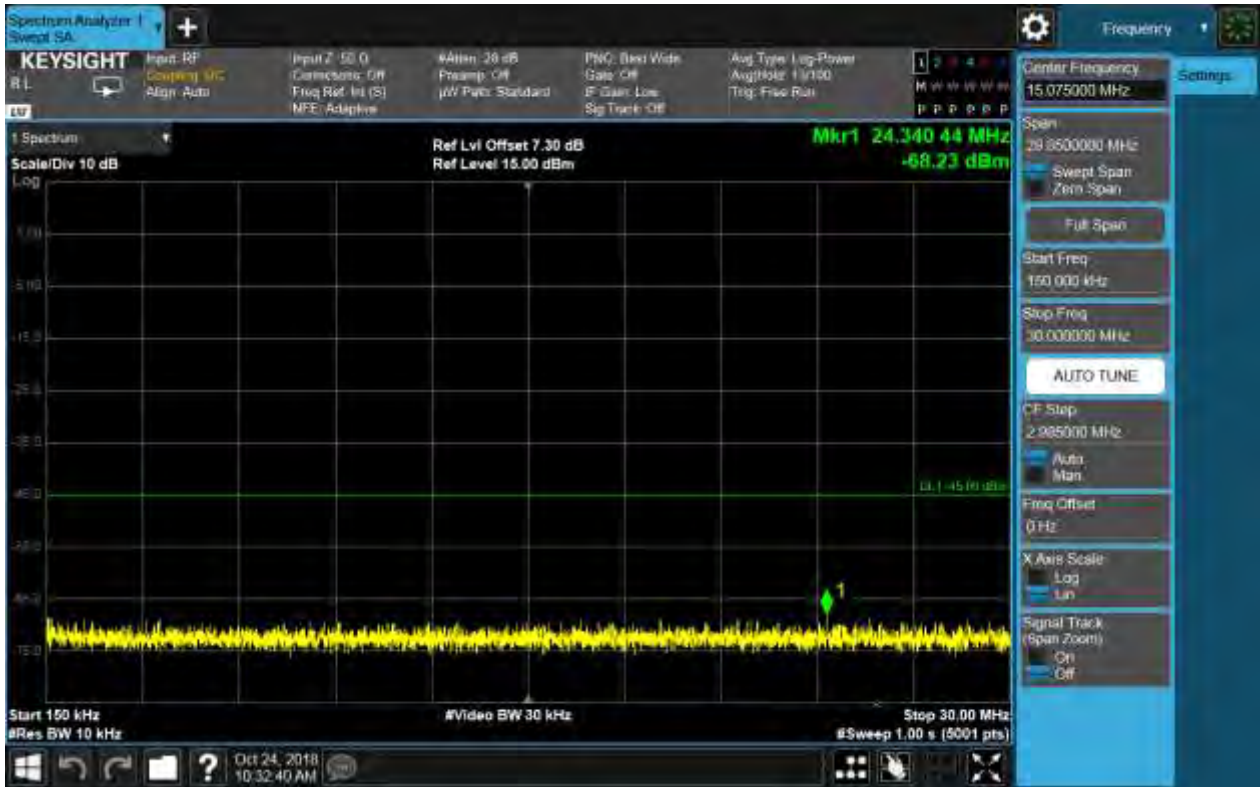 Spectrum Analyzer 1
Swept SA
+
Frequency
KEYSIGHT
Input: RF
Input Z: 50 Ω
#Atten: 28 dB
PNO: Best Wide
Avg Type: Log-Power
Coupling: DC
Corrections: Off
Preamp: Off
Gate: Off
Align: Auto
Freq Ref: Int (S)
µW Path: Standard
IF Gain: Low
Trig: Free Run
NFE: Adaptive
Sig Track: Off
Center Frequency
15.075000 MHz
Settings
1 Spectrum
Scale/Div 10 dB
Log
Ref Lvl Offset 7.30 dB
Ref Level 15.00 dBm
Mkr1 24.340 44 MHz
-68.23 dBm
Span
29.8500000 MHz
Swept Span
Zero Span
Full Span
Start Freq
150.000 kHz
Stop Freq
30.000000 MHz
AUTO TUNE
CF Step
2.985000 MHz
Auto
Man
DL1 -45.00 dBm
Freq Offset
0 Hz
X Axis Scale
Log
Lin
1
Signal Track
(Span Zoom)
On
Off
Start 150 kHz
#Video BW 30 kHz
Stop 30.00 MHz
#Res BW 10 kHz
#Sweep 1.00 s (5001 pts)
?
Oct 24, 2018
10:32:40 AM